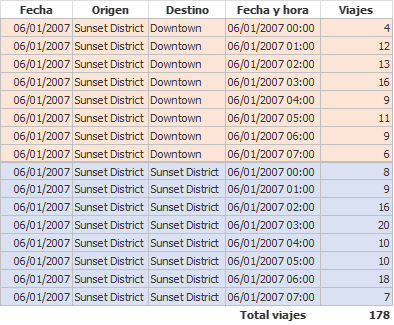 Fecha Origen Destino Fecha y hora Viajes
06/01/2007 Sunset District Downtown 06/01/2007 00:00 4
06/01/2007 Sunset District Downtown 06/01/2007 01:00 12
06/01/2007 Sunset District Downtown 06/01/2007 02:00 13
06/01/2007 Sunset District Downtown 06/01/2007 03:00 16
06/01/2007 Sunset District Downtown 06/01/2007 04:00 9
06/01/2007 Sunset District Downtown 06/01/2007 05:00 11
06/01/2007 Sunset District Downtown 06/01/2007 06:00 9
06/01/2007 Sunset District Downtown 06/01/2007 07:00 6
06/01/2007 Sunset District Sunset District 06/01/2007 00:00 8
06/01/2007 Sunset District Sunset District 06/01/2007 01:00 9
06/01/2007 Sunset District Sunset District 06/01/2007 02:00 16
06/01/2007 Sunset District Sunset District 06/01/2007 03:00 20
06/01/2007 Sunset District Sunset District 06/01/2007 04:00 10
06/01/2007 Sunset District Sunset District 06/01/2007 05:00 10
06/01/2007 Sunset District Sunset District 06/01/2007 06:00 18
06/01/2007 Sunset District Sunset District 06/01/2007 07:00 7
Total viajes 178